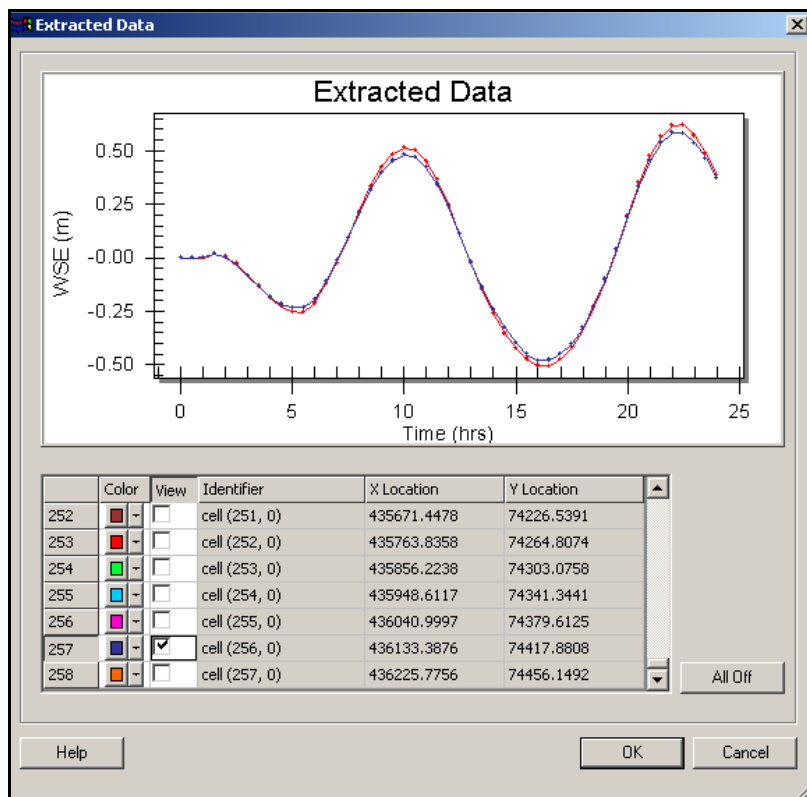 Extracted Data
Extracted Data
0.50
0.25
-0.00
-0.25
-0.50
WSE (m)
0 5 10 15 20 25
Time (hrs)
Color View Identifier X Location Y Location
252 cell (251, 0) 435671.4478 74226.5391
253 cell (252, 0) 435763.8358 74264.8074
254 cell (253, 0) 435856.2238 74303.0758
255 cell (254, 0) 435948.6117 74341.3441
256 cell (255, 0) 436040.9997 74379.6125
257 cell (256, 0) 436133.3876 74417.8808
258 cell (257, 0) 436225.7756 74456.1492
All Off
Help OK Cancel